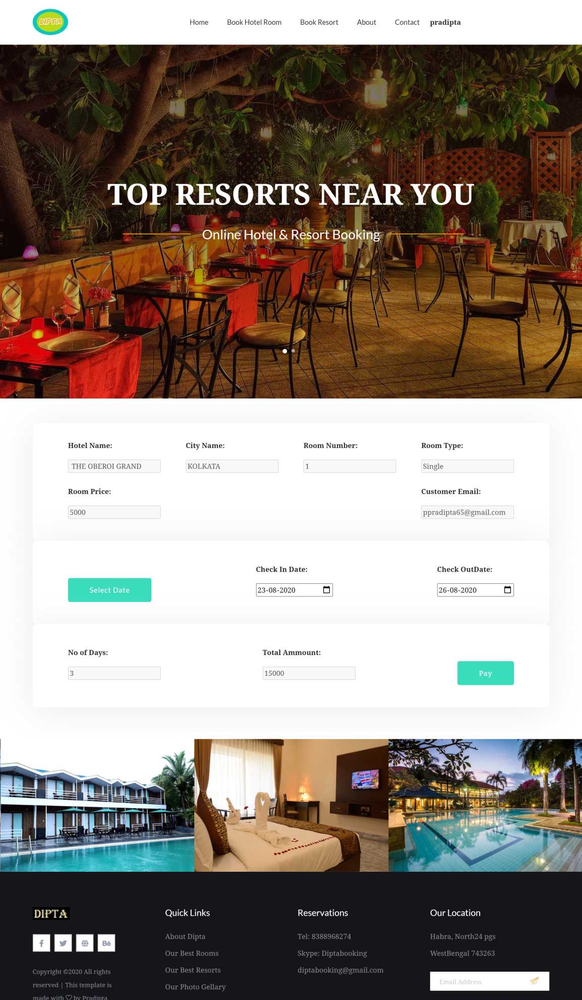 DIPTA
Home Book Hotel Room Book Resort About Contact pradipta
TOP RESORTS NEAR YOU
Online Hotel & Resort Booking
Hotel Name: City Name: Room Number: Room Type:
THE OBEROI GRAND KOLKATA 1 Single
Room Price: Customer Email:
5000 ppradipta65@gmail.com
Check In Date: Check OutDate:
Select Date 23-08-2020 26-08-2020
No of Days: Total Ammount:
3 15000 Pay
DIPTA
Bē
Copyright ©2020 All rights
reserved | This template is
made with ♡ by Pradipta
Quick Links
About Dipta
Our Best Rooms
Our Best Resorts
Our Photo Gellary
Reservations
Tel: 8388968274
Skype: Diptabooking
diptabooking@gmail.com
Our Location
Habra, North24 pgs
WestBengal 743263
Email Address